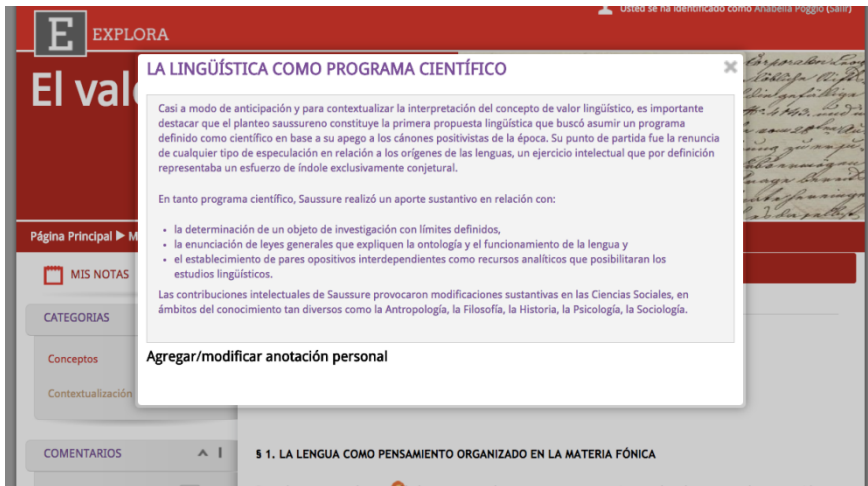 Usted se ha identificado como Anabella Poggio (Salir)
E EXPLORA
El val
LA LINGÜÍSTICA COMO PROGRAMA CIENTÍFICO
Casi a modo de anticipación y para contextualizar la interpretación del concepto de valor lingüístico, es importante
destacar que el planteo saussureno constituye la primera propuesta lingüística que buscó asumir un programa
definido como científico en base a su apego a los cánones positivistas de la época. Su punto de partida fue la renuncia
de cualquier tipo de especulación en relación a los orígenes de las lenguas, un ejercicio intelectual que por definición
representaba un esfuerzo de índole exclusivamente conjetural.
En tanto programa científico, Saussure realizó un aporte sustantivo en relación con:
• la determinación de un objeto de investigación con límites definidos,
• la enunciación de leyes generales que expliquen la ontología y el funcionamiento de la lengua y
• el establecimiento de pares opositivos interdependientes como recursos analíticos que posibilitaran los
estudios lingüísticos.
Las contribuciones intelectuales de Saussure provocaron modificaciones sustantivas en las Ciencias Sociales, en
ámbitos del conocimiento tan diversos como la Antropología, la Filosofía, la Historia, la Psicología, la Sociología.
Agregar/modificar anotación personal
Página Principal ▶ M
MIS NOTAS
CATEGORIAS
Conceptos
Contextualización
COMENTARIOS
§ 1. LA LENGUA COMO PENSAMIENTO ORGANIZADO EN LA MATERIA FÓNICA